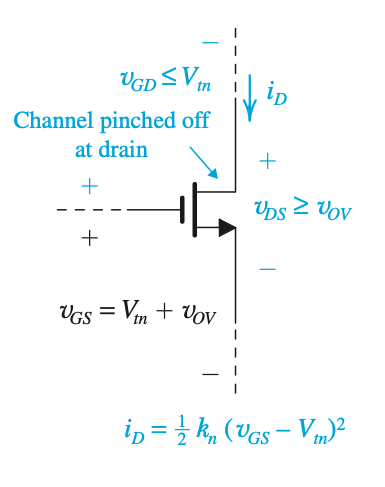 −
v_GD ≤ V_tn
i_D
Channel pinched off
at drain
+
+
v_DS ≥ v_OV
+
−
v_GS = V_tn + v_OV
−
i_D = ½ k_n (v_GS − V_tn)²